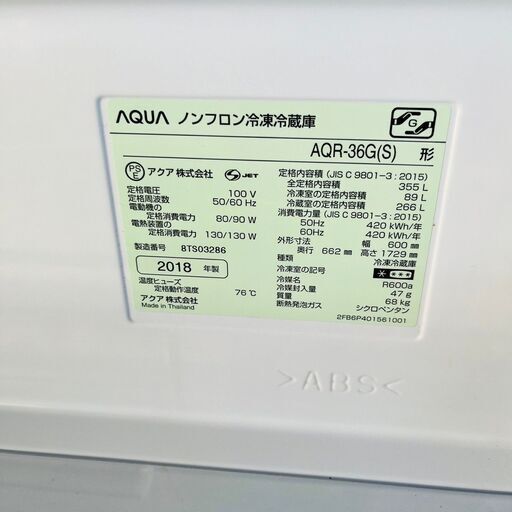 AQUA ノンフロン冷凍冷蔵庫
G
AQR-36G(S) 形
PS E アクア 株式会社 S JET
定格電圧 100 V
定格周波数 50/60 Hz
電動機の
定格消費電力 80/90 W
電熱装置の
定格消費電力 130/130 W
製造番号 8TS03286
2018 年製
温度ヒューズ
定格動作温度 76℃
アクア 株式会社
Made in Thailand
定格内容積 (JIS C 9801-3 : 2015)
全定格内容積 355 L
冷凍室の定格内容積 89 L
冷蔵室の定格内容積 266 L
消費電力量 (JIS C 9801-3 : 2015)
50Hz 420 kWh/年
60Hz 420 kWh/年
外形寸法 幅 600 mm
奥行 662 mm 高さ 1729 mm
種類 冷凍冷蔵庫
冷凍室の記号
冷媒名 R600a
冷媒封入量 47 g
質量 68 kg
断熱発泡ガス シクロペンタン
2FB6P401561001
>ABS<